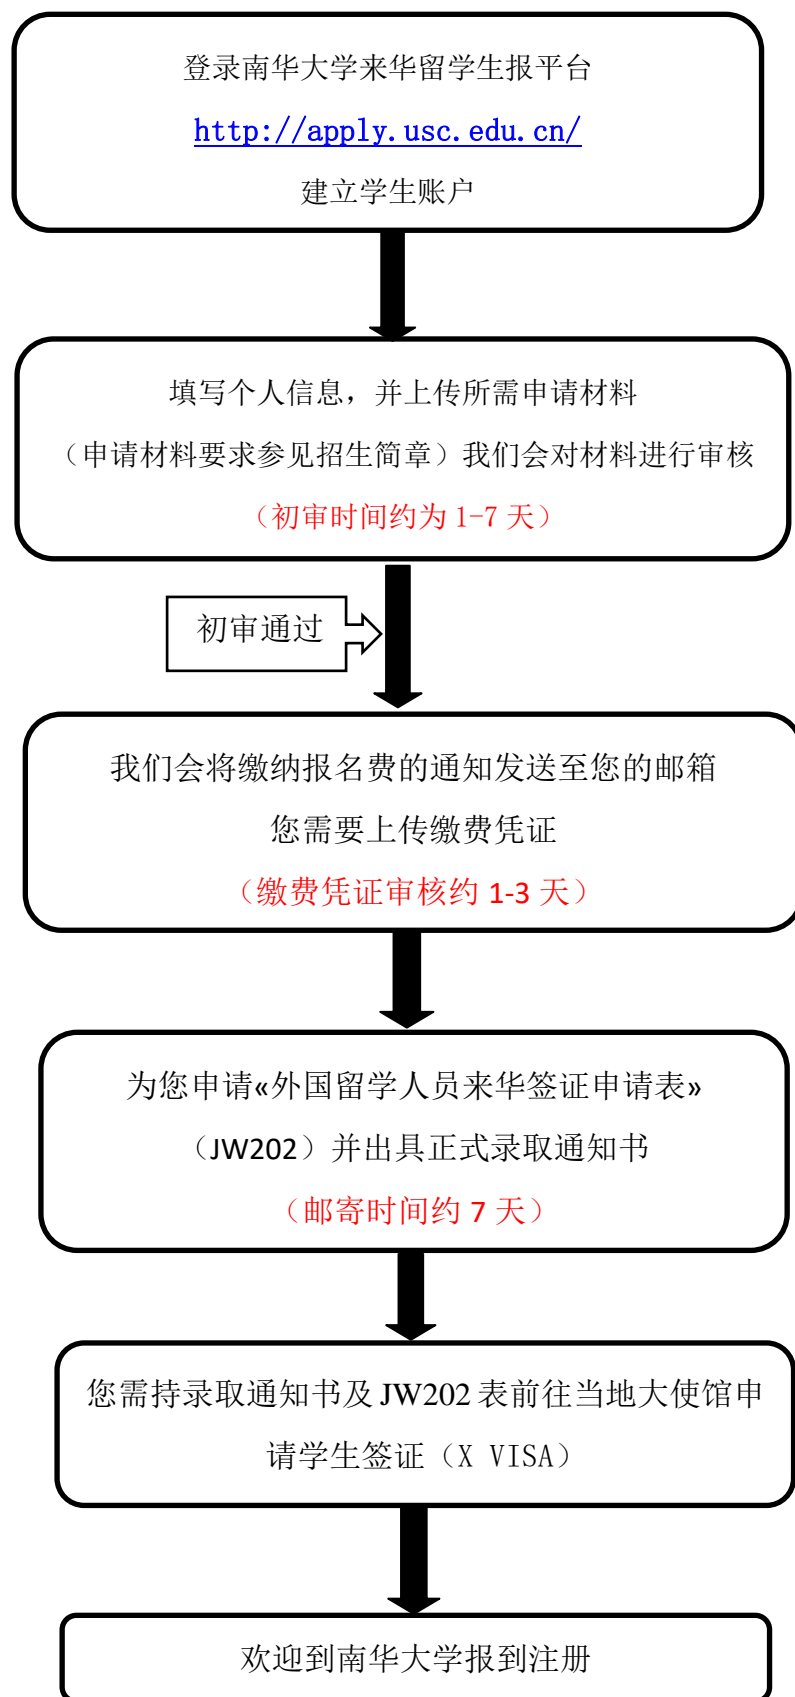 登录南华大学来华留学生报平台
http://apply.usc.edu.cn/
建立学生账户
填写个人信息，并上传所需申请材料
（申请材料要求参见招生简章）我们会对材料进行审核
（初审时间约为 1-7 天）
初审通过
我们会将缴纳报名费的通知发送至您的邮箱
您需要上传缴费凭证
（缴费凭证审核约 1-3 天）
为您申请«外国留学人员来华签证申请表»
（JW202）并出具正式录取通知书
（邮寄时间约 7 天）
您需持录取通知书及 JW202 表前往当地大使馆申
请学生签证（X VISA）
欢迎到南华大学报到注册